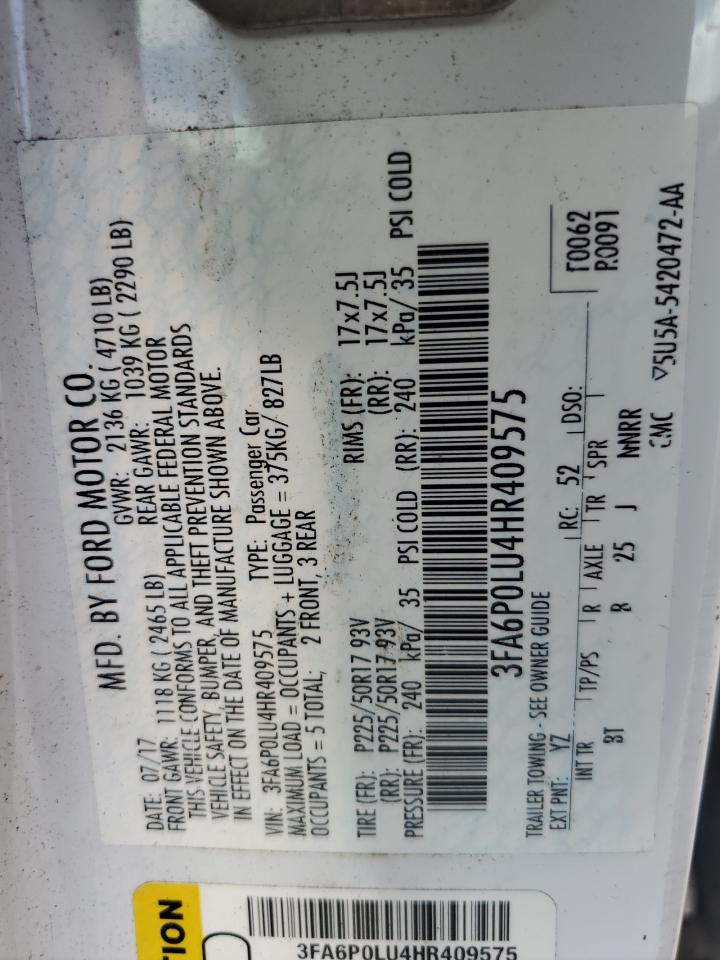 MFD. BY FORD MOTOR CO.
DATE: 07/17 GVWR: 2136 KG ( 4710 LB)
FRONT GAWR: 1118 KG ( 2465 LB) REAR GAWR: 1039 KG ( 2290 LB)
THIS VEHICLE CONFORMS TO ALL APPLICABLE FEDERAL MOTOR
VEHICLE SAFETY, BUMPER, AND THEFT PREVENTION STANDARDS
IN EFFECT ON THE DATE OF MANUFACTURE SHOWN ABOVE.
VIN: 3FA6P0LU4HR409575 TYPE: Passenger Car
MAXIMUM LOAD = OCCUPANTS + LUGGAGE = 375KG/ 827LB
OCCUPANTS = 5 TOTAL; 2 FRONT, 3 REAR
TIRE (FR): P225/50R17 93V RIMS (FR): 17x7.5J
(RR): P225/50R17 93V (RR): 17x7.5J
PRESSURE (FR): 240 kPa/ 35 PSI COLD (RR): 240 kPa/ 35 PSI COLD
3FA6P0LU4HR409575
TRAILER TOWING - SEE OWNER GUIDE
T0062
P.0091
EXT PNT: YZ RC: 52 DSO:
INT TR TP/PS R AXLE TR SPR
BT B 25 J NNRR
CMC ▽5U5A-5420472-AA
TION
3FA6P0LU4HR409575